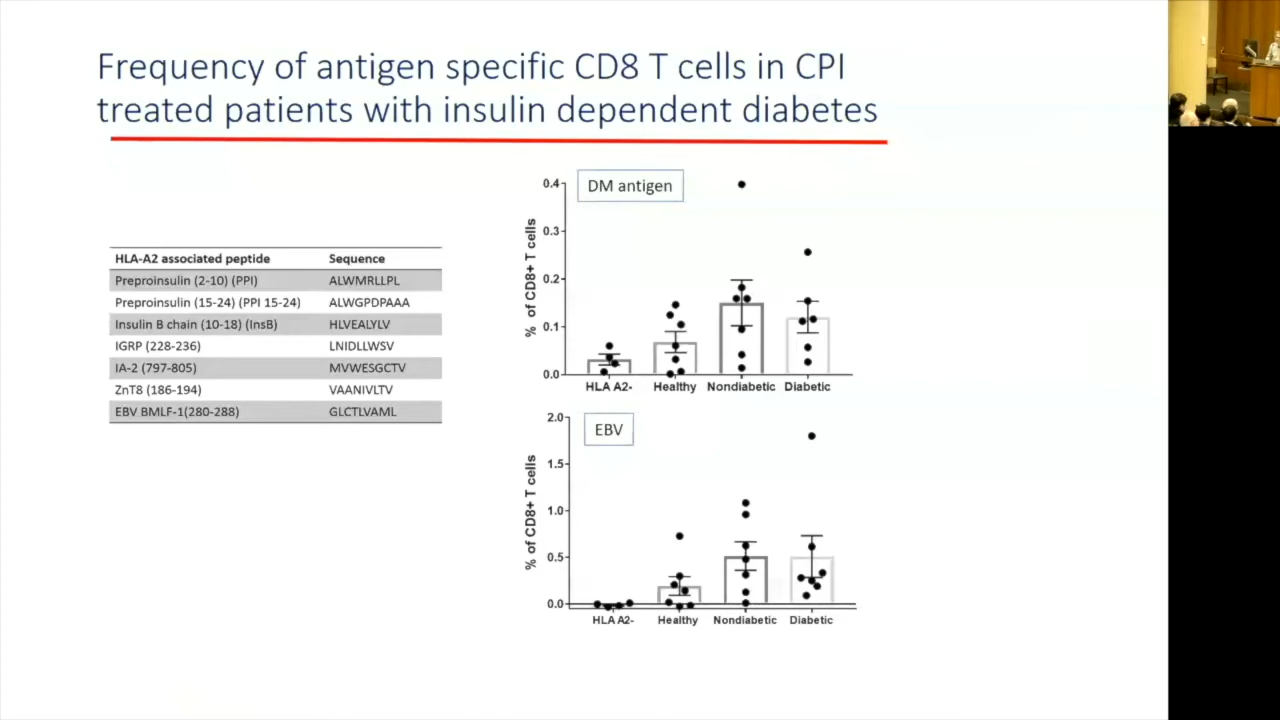 Frequency of antigen specific CD8 T cells in CPI
treated patients with insulin dependent diabetes
HLA-A2 associated peptide Sequence
Preproinsulin (2-10) (PPI) ALWMRLLPL
Preproinsulin (15-24) (PPI 15-24) ALWGPDPAAA
Insulin B chain (10-18) (InsB) HLVEALYLV
IGRP (228-236) LNIDLLWSV
IA-2 (797-805) MVWESGCTV
ZnT8 (186-194) VAANIVLTV
EBV BMLF-1(280-288) GLCTLVAML
DM antigen
% of CD8+ T cells
0.4
0.3
0.2
0.1
0.0
HLA A2- Healthy Nondiabetic Diabetic
EBV
% of CD8+ T cells
2.0
1.5
1.0
0.5
0.0
HLA A2- Healthy Nondiabetic Diabetic